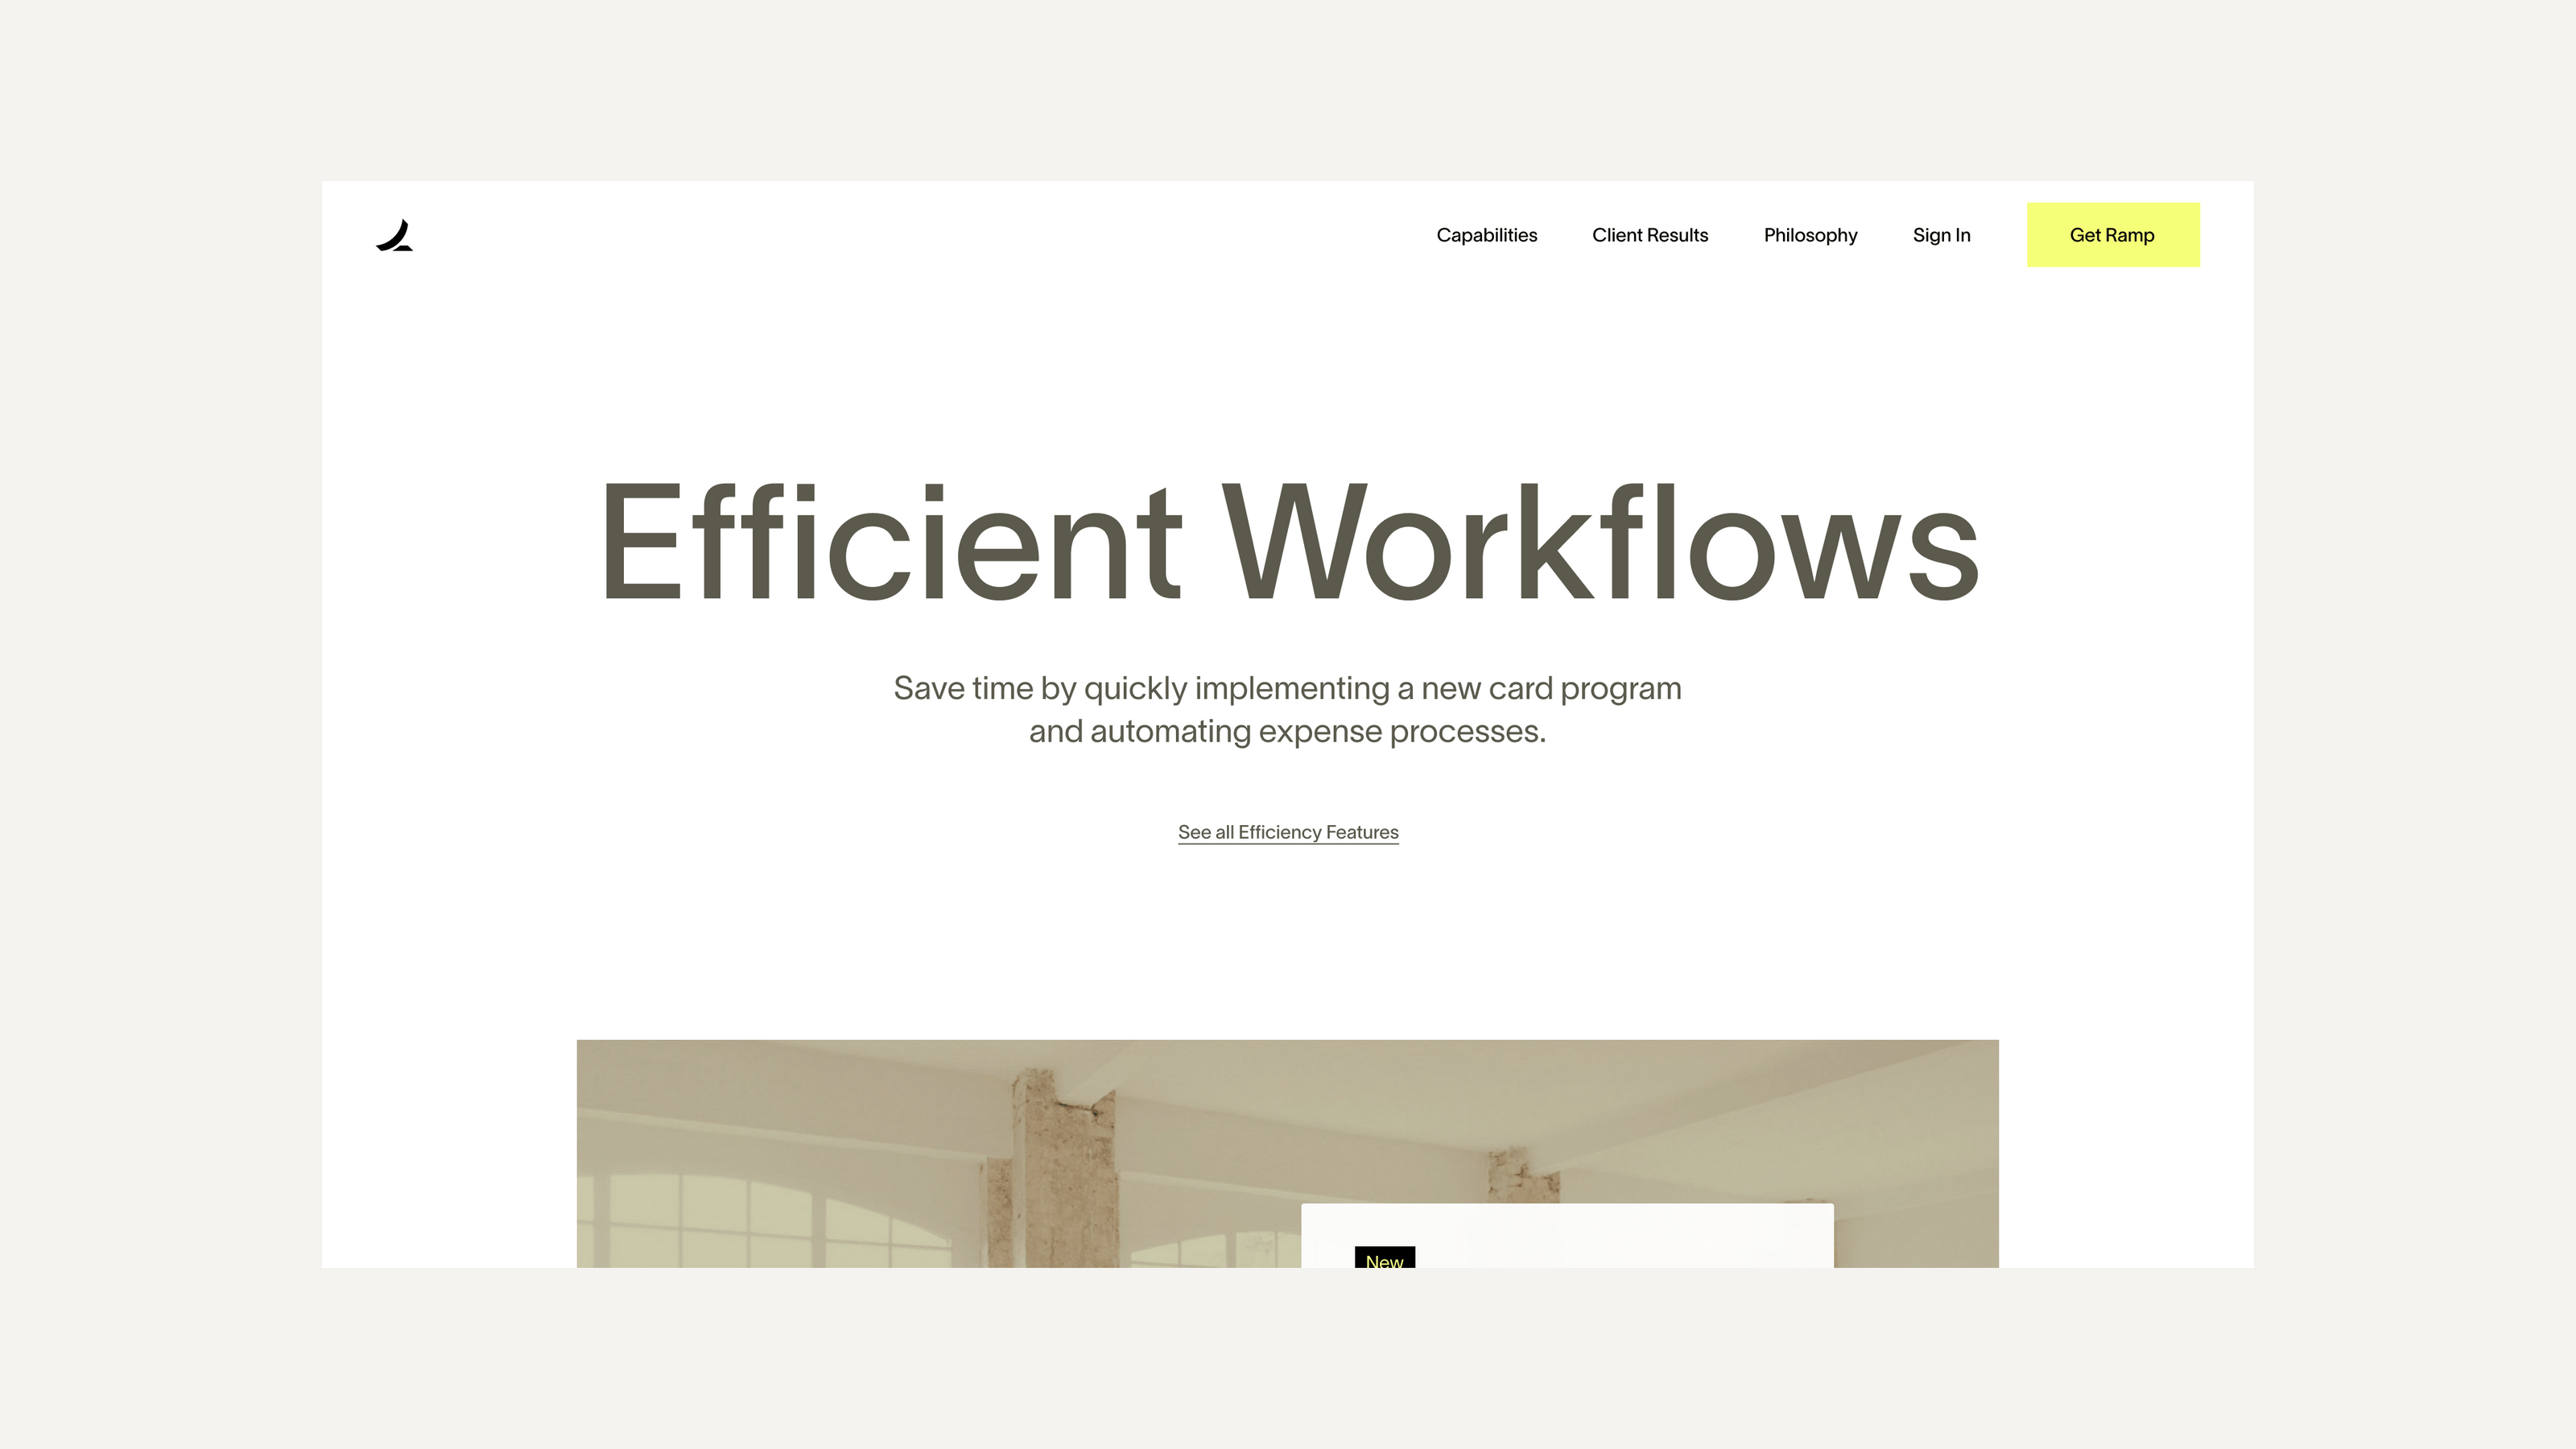 Capabilities
Client Results
Philosophy
Sign In
Get Ramp
Efficient Workflows
Save time by quickly implementing a new card program
and automating expense processes.
See all Efficiency Features
New